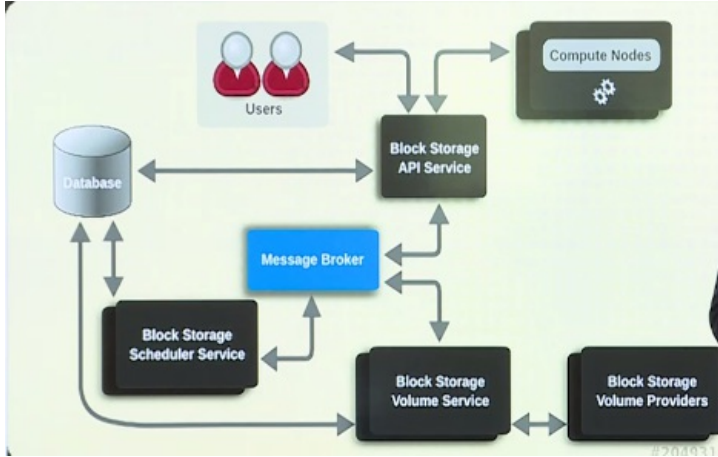 Users
Compute Nodes
Block Storage
API Service
Database
Message Broker
Block Storage
Scheduler Service
Block Storage
Volume Service
Block Storage
Volume Providers
#204931